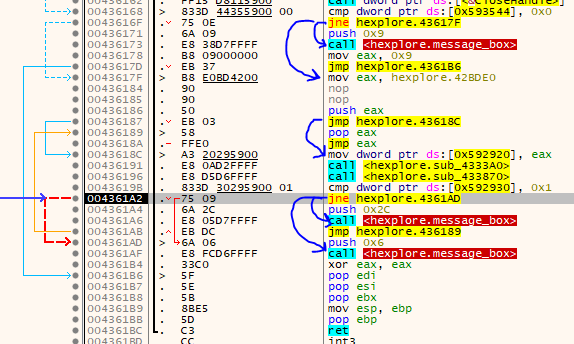 00436162 FF15 D8115900 call dword ptr ds:[<&CloseHandle>]
00436168 > 833D 44355900 00 cmp dword ptr ds:[0x593544], 0x0
0043616F .˅ 75 0E jne hexplore.43617F
00436171 . 6A 09 push 0x9
00436173 . E8 38D7FFFF call <hexplore.message_box>
00436178 . B8 09000000 mov eax, 0x9
0043617D .˅ EB 37 jmp hexplore.4361B6
0043617F > B8 E0BD4200 mov eax, hexplore.42BDE0
00436184 . 90 nop
00436185 . 90 nop
00436186 . 50 push eax
00436187 .˅ EB 03 jmp hexplore.43618C
00436189 > 58 pop eax
0043618A .- FFE0 jmp eax
0043618C > A3 20295900 mov dword ptr ds:[0x592920], eax
00436191 . E8 0AD2FFFF call <hexplore.sub_4333A0>
00436196 . E8 D5D6FFFF call <hexplore.sub_433870>
0043619B . 833D 30295900 01 cmp dword ptr ds:[0x592930], 0x1
004361A2 .˅ 75 09 jne hexplore.4361AD
004361A4 . 6A 2C push 0x2C
004361A6 . E8 05D7FFFF call <hexplore.message_box>
004361AB .^ EB DC jmp hexplore.436189
004361AD > 6A 06 push 0x6
004361AF . E8 FCD6FFFF call <hexplore.message_box>
004361B4 . 33C0 xor eax, eax
004361B6 > 5F pop edi
004361B7 . 5E pop esi
004361B8 . 5B pop ebx
004361B9 . 8BE5 mov esp, ebp
004361BB . 5D pop ebp
004361BC . C3 ret
004361BD CC int3